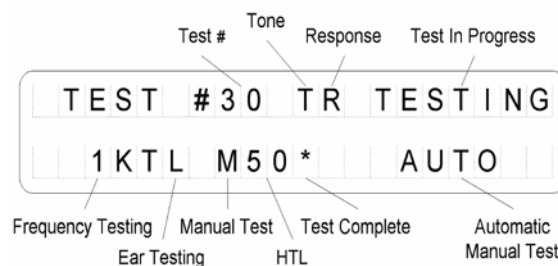 Test # Tone Response Test In Progress
TEST #30 TR TESTING
1KTL M50* AUTO
Frequency Testing Manual Test Test Complete Automatic
Ear Testing HTL Manual Test